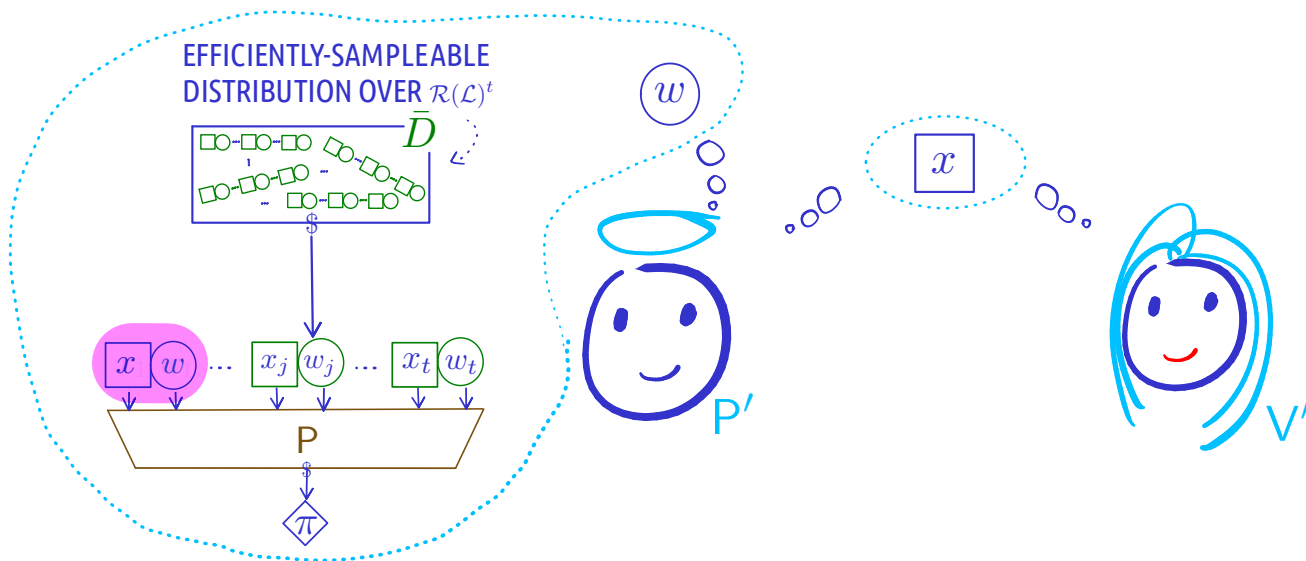 EFFICIENTLY-SAMPLEABLE
DISTRIBUTION OVER R(L)^t
D̄
$
w
x
x w ... x_j w_j ... x_t w_t
P
$
π
P′
V′